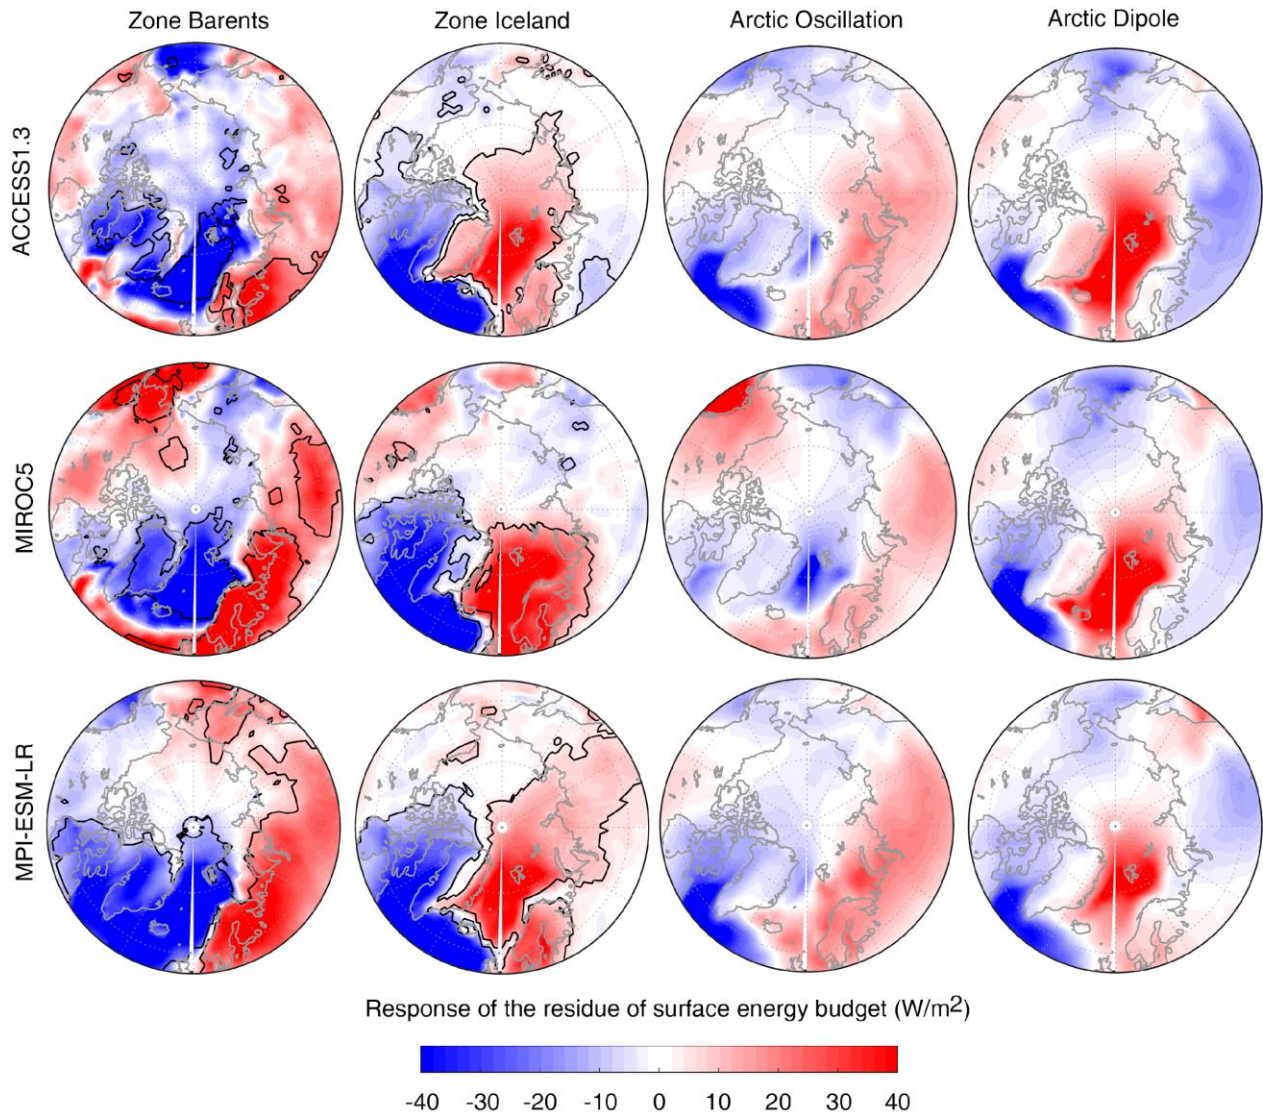 Zone Barents Zone Iceland Arctic Oscillation Arctic Dipole
ACCESS1.3
MIROC5
MPI-ESM-LR
Response of the residue of surface energy budget (W/m2)
-40 -30 -20 -10 0 10 20 30 40